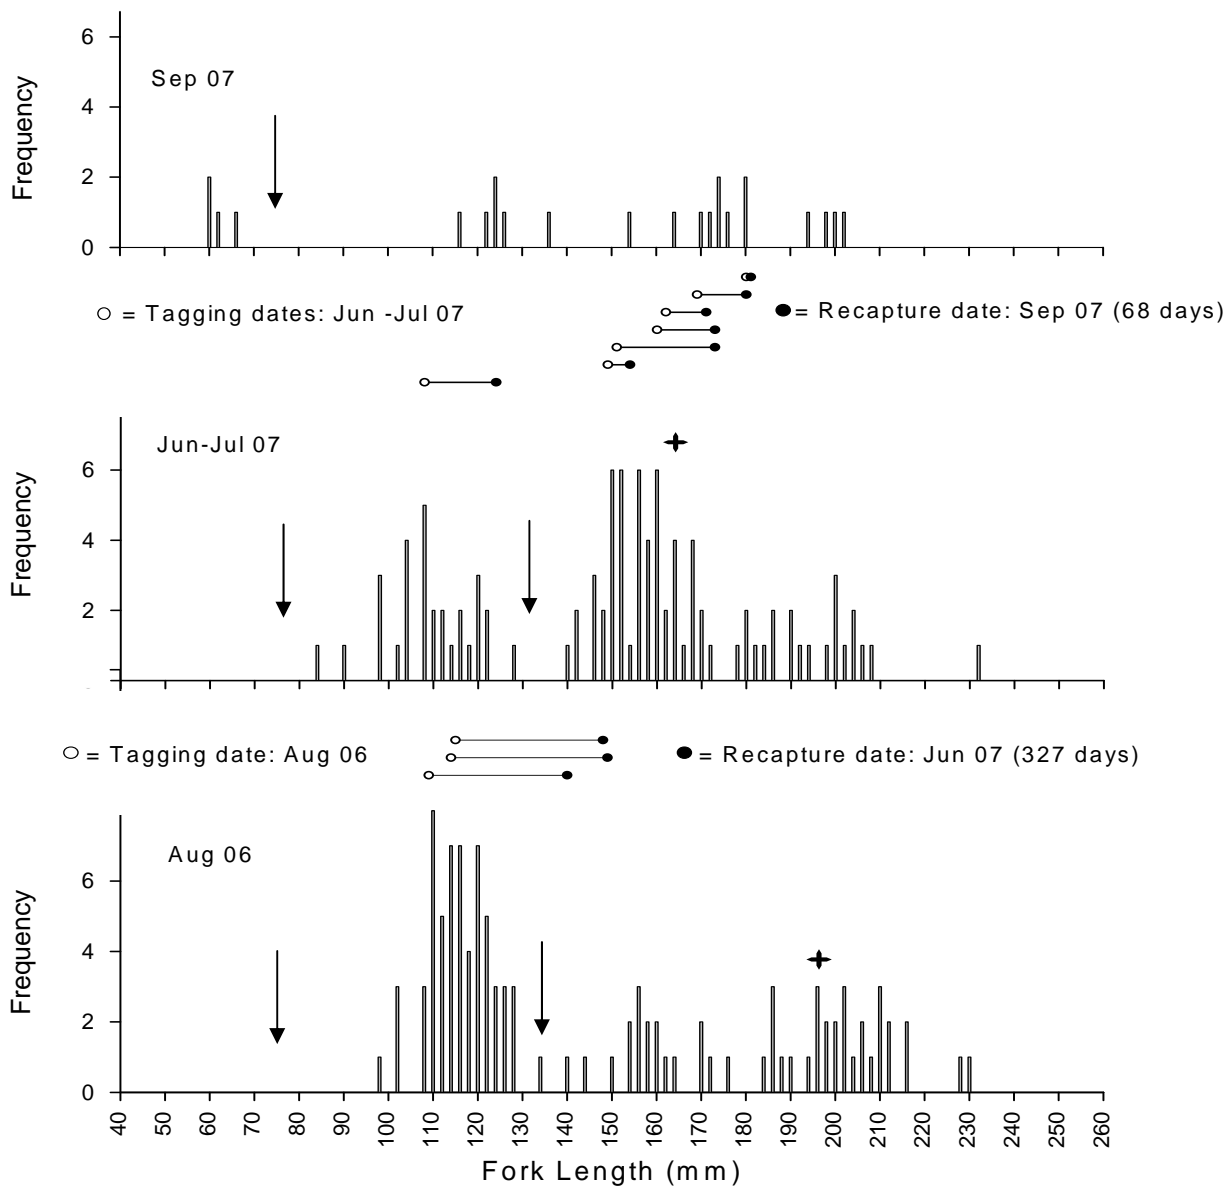 6
Sep 07
4
2
0
Frequency
= Tagging dates: Jun -Jul 07
= Recapture date: Sep 07 (68 days)
Jun-Jul 07
6
4
2
Frequency
= Tagging date: Aug 06
= Recapture date: Jun 07 (327 days)
Aug 06
6
4
2
0
Frequency
40 50 60 70 80 90 100 110 120 130 140 150 160 170 180 190 200 210 220 230 240 250 260
Fork Length (mm)